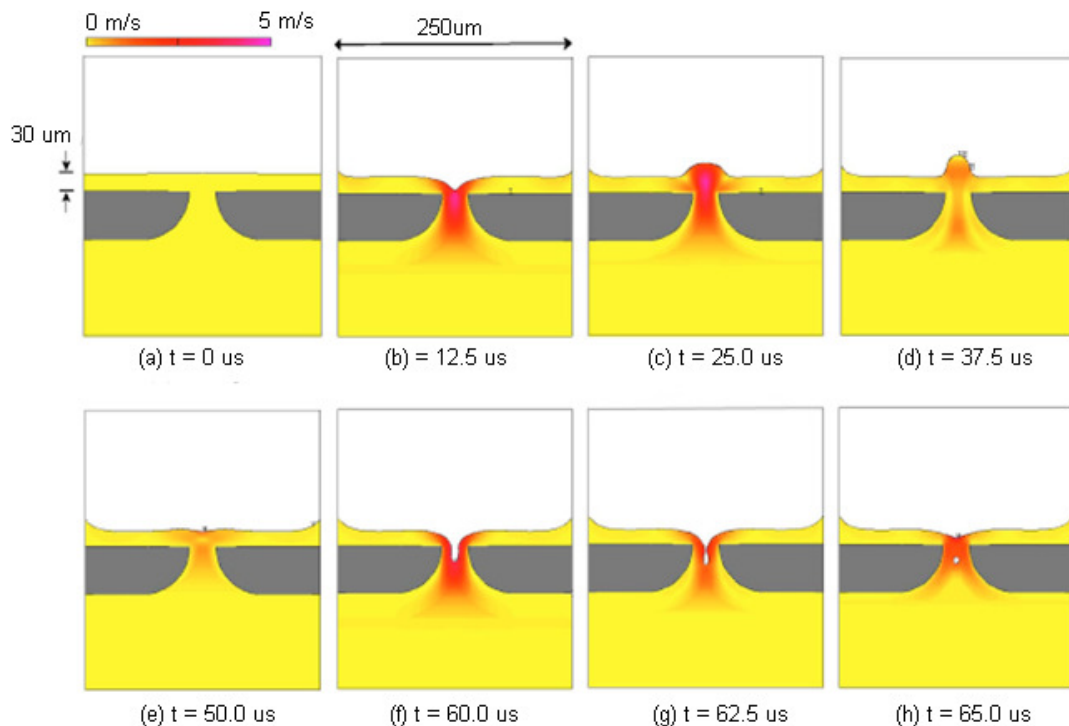 0 m/s 5 m/s
250um
30 um
(a) t = 0 us
(b) = 12.5 us
(c) t = 25.0 us
(d) t = 37.5 us
(e) t = 50.0 us
(f) t = 60.0 us
(g) t = 62.5 us
(h) t = 65.0 us